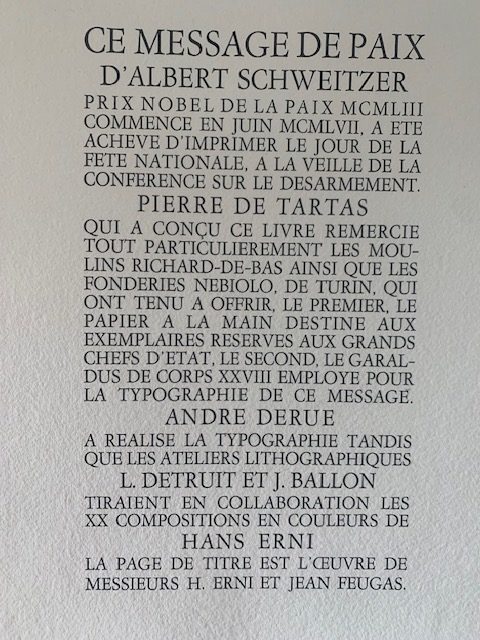 CE MESSAGE DE PAIX
D'ALBERT SCHWEITZER
PRIX NOBEL DE LA PAIX MCMLIII
COMMENCE EN JUIN MCMLVII, A ETE
ACHEVE D'IMPRIMER LE JOUR DE LA
FETE NATIONALE, A LA VEILLE DE LA
CONFERENCE SUR LE DESARMEMENT.
PIERRE DE TARTAS
QUI A CONÇU CE LIVRE REMERCIE
TOUT PARTICULIEREMENT LES MOU-
LINS RICHARD-DE-BAS AINSI QUE LES
FONDERIES NEBIOLO, DE TURIN, QUI
ONT TENU A OFFRIR, LE PREMIER, LE
PAPIER A LA MAIN DESTINE AUX
EXEMPLAIRES RESERVES AUX GRANDS
CHEFS D'ETAT, LE SECOND, LE GARAL-
DUS DE CORPS XXVIII EMPLOYE POUR
LA TYPOGRAPHIE DE CE MESSAGE.
ANDRE DERUE
A REALISE LA TYPOGRAPHIE TANDIS
QUE LES ATELIERS LITHOGRAPHIQUES
L. DETRUIT ET J. BALLON
TIRAIENT EN COLLABORATION LES
XX COMPOSITIONS EN COULEURS DE
HANS ERNI
LA PAGE DE TITRE EST L'ŒUVRE DE
MESSIEURS H. ERNI ET JEAN FEUGAS.